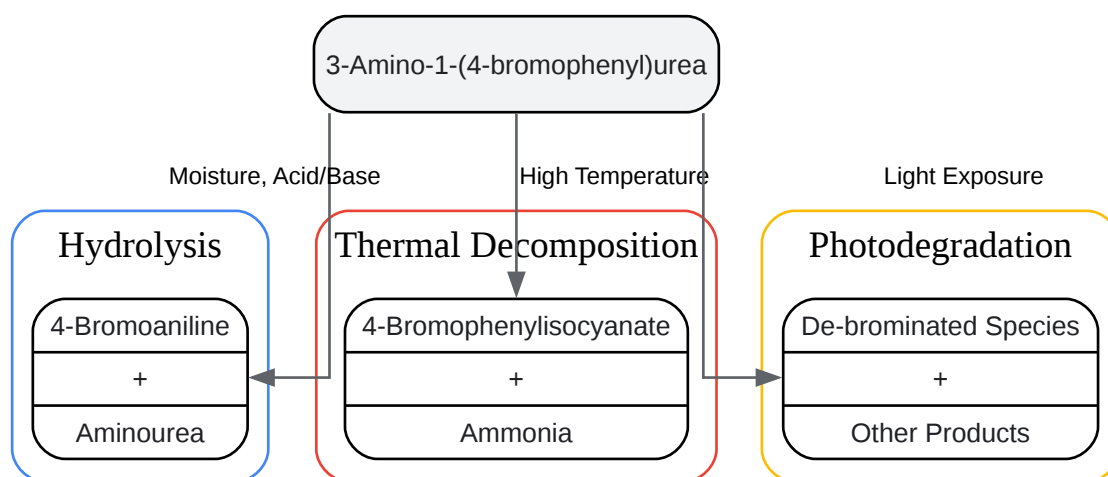 3-Amino-1-(4-bromophenyl)urea
Moisture, Acid/Base
High Temperature
Light Exposure
Hydrolysis
Thermal Decomposition
Photodegradation
4-Bromoaniline
+
Aminourea
4-Bromophenylisocyanate
+
Ammonia
De-brominated Species
+
Other Products